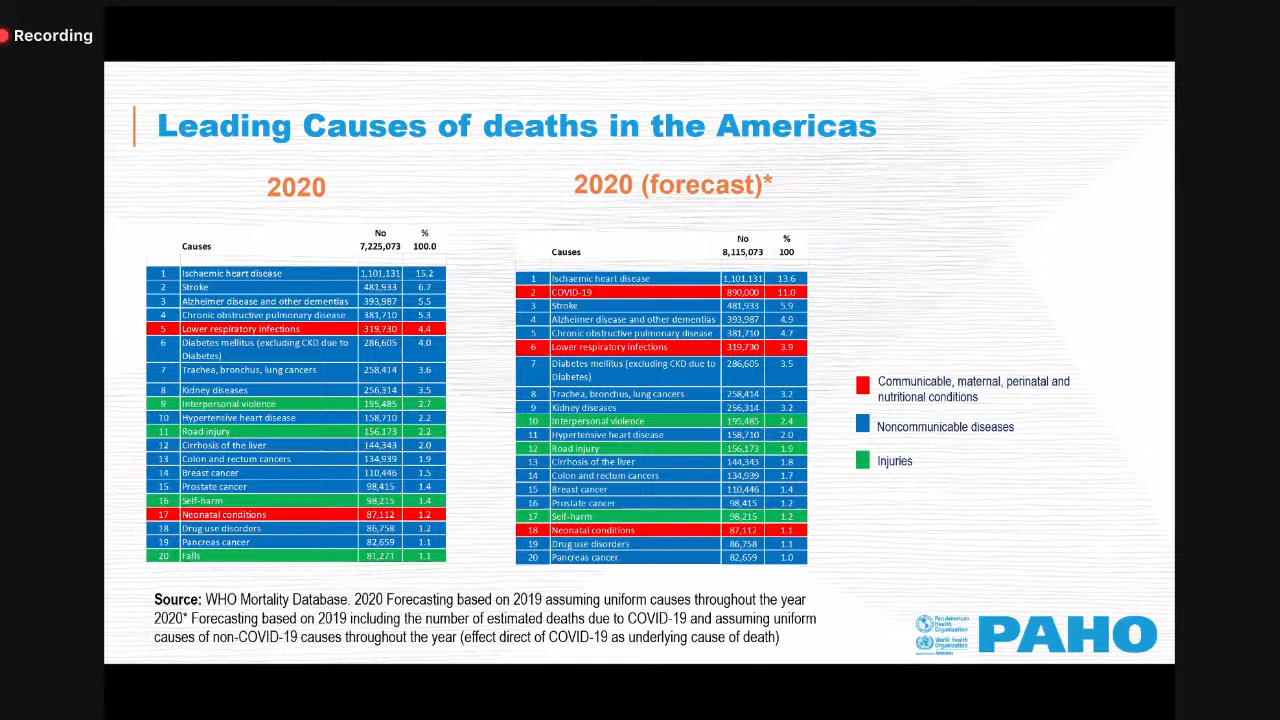 Recording
Leading Causes of deaths in the Americas
2020
No %
Causes 7,225,073 100.0
1 Ischaemic heart disease 1,101,131 15.2
2 Stroke 481,933 6.7
3 Alzheimer disease and other dementias 393,987 5.5
4 Chronic obstructive pulmonary disease 381,710 5.3
5 Lower respiratory infections 319,730 4.4
6 Diabetes mellitus (excluding CKD due to 286,605 4.0
Diabetes)
7 Trachea, bronchus, lung cancers 258,414 3.6
8 Kidney diseases 256,314 3.5
9 Interpersonal violence 195,485 2.7
10 Hypertensive heart disease 158,710 2.2
11 Road injury 156,173 2.2
12 Cirrhosis of the liver 144,343 2.0
13 Colon and rectum cancers 134,939 1.9
14 Breast cancer 110,446 1.5
15 Prostate cancer 98,415 1.4
16 Self-harm 98,215 1.4
17 Neonatal conditions 87,112 1.2
18 Drug use disorders 86,758 1.2
19 Pancreas cancer 82,659 1.1
20 Falls 81,271 1.1
2020 (forecast)*
No %
Causes 8,115,073 100
1 Ischaemic heart disease 1,101,131 13.6
2 COVID-19 890,000 11.0
3 Stroke 481,933 5.9
4 Alzheimer disease and other dementias 393,987 4.9
5 Chronic obstructive pulmonary disease 381,710 4.7
6 Lower respiratory infections 319,730 3.9
7 Diabetes mellitus (excluding CKD due to 286,605 3.5
Diabetes)
8 Trachea, bronchus, lung cancers 258,414 3.2
9 Kidney diseases 256,314 3.2
10 Interpersonal violence 195,485 2.4
11 Hypertensive heart disease 158,710 2.0
12 Road injury 156,173 1.9
13 Cirrhosis of the liver 144,343 1.8
14 Colon and rectum cancers 134,939 1.7
15 Breast cancer 110,446 1.4
16 Prostate cancer 98,415 1.2
17 Self-harm 98,215 1.2
18 Neonatal conditions 87,112 1.1
19 Drug use disorders 86,758 1.1
20 Pancreas cancer 82,659 1.0
Communicable, maternal, perinatal and
nutritional conditions
Noncommunicable diseases
Injuries
Source: WHO Mortality Database. 2020 Forecasting based on 2019 assuming uniform causes throughout the year
2020* Forecasting based on 2019 including the number of estimated deaths due to COVID-19 and assuming uniform
causes of non-COVID-19 causes throughout the year (effect direct of COVID-19 as underlying cause of death)
Pan American
Health
Organization
World Health
Organization
PAHO